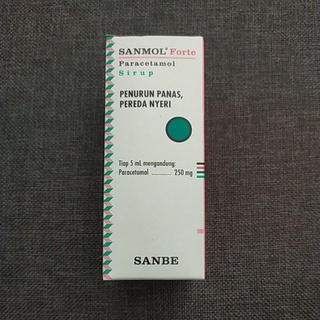 SANMOL® Forte
Paracetamol
Sirup
PENURUN PANAS,
PEREDA NYERI
Tiap 5 mL mengandung:
Paracetamol ............ 250 mg
SANBE